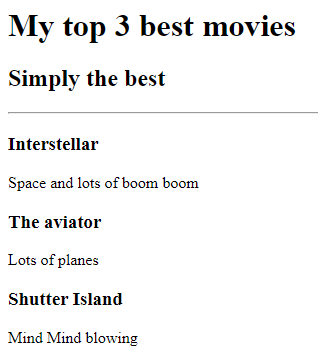 My top 3 best movies
Simply the best
Interstellar
Space and lots of boom boom
The aviator
Lots of planes
Shutter Island
Mind Mind blowing